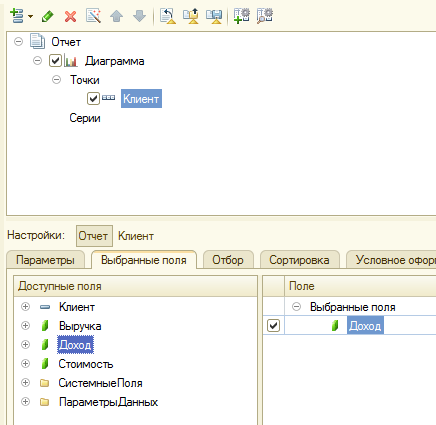 Отчет
Диаграмма
Точки
Клиент
Серии
Настройки: Отчет Клиент
Параметры Выбранные поля Отбор Сортировка Условное офор
Доступные поля
Клиент
Выручка
Доход
Стоимость
СистемныеПоля
ПараметрыДанных
Поле
Выбранные поля
Доход